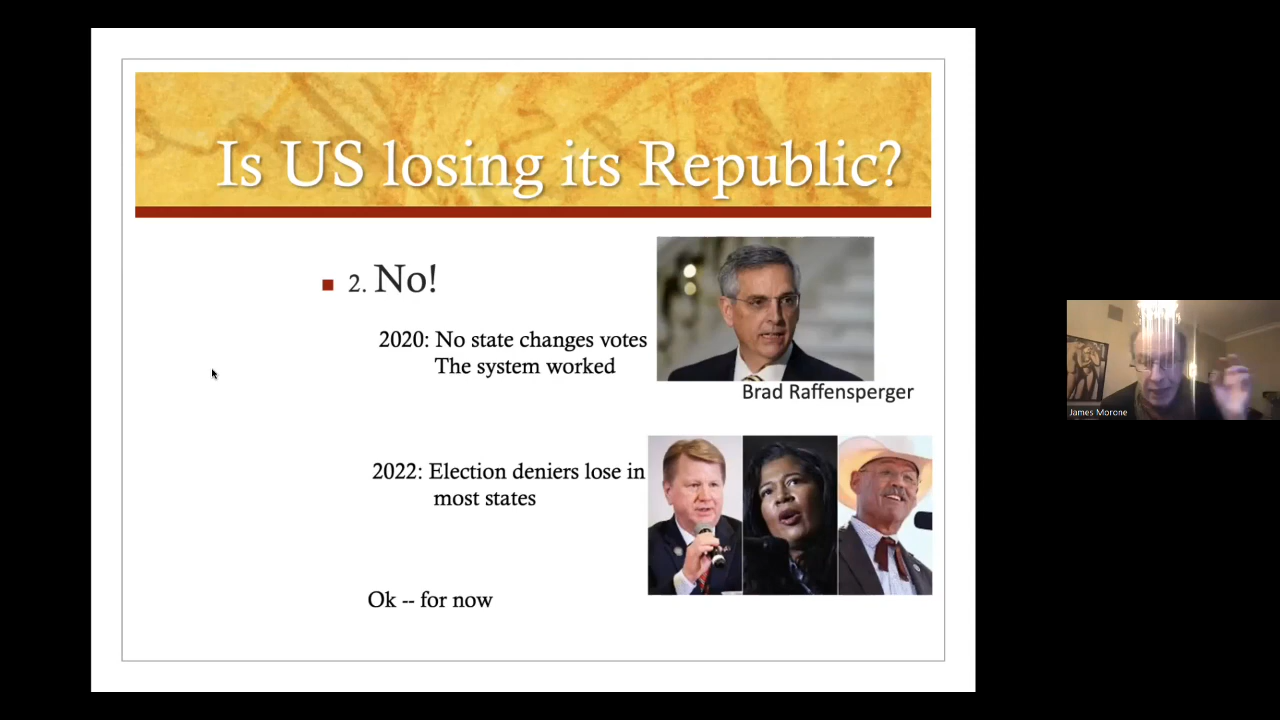 Is US losing its Republic?
2. No!
2020: No state changes votes
The system worked
Brad Raffensperger
2022: Election deniers lose in
most states
Ok -- for now
James Morone